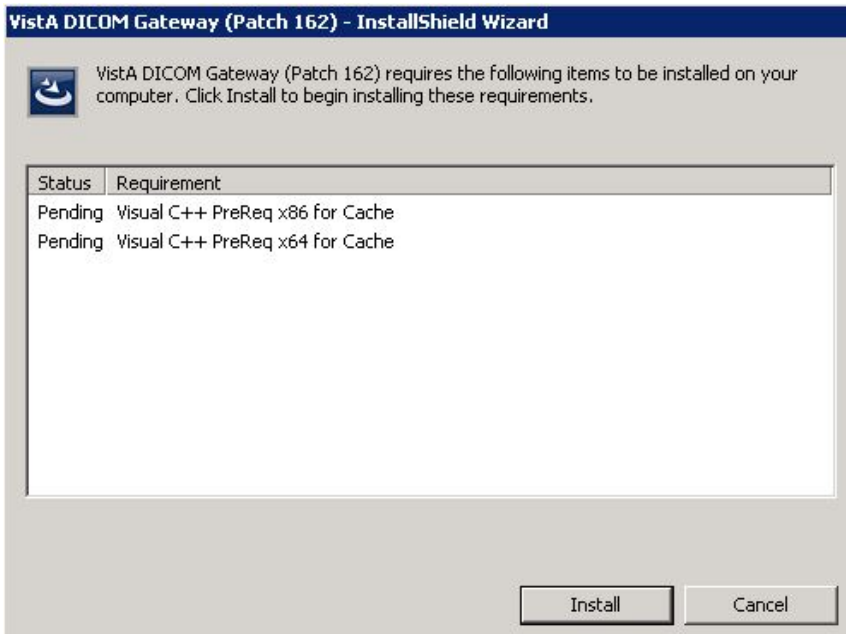 VistA DICOM Gateway (Patch 162) - InstallShield Wizard
VistA DICOM Gateway (Patch 162) requires the following items to be installed on your
computer. Click Install to begin installing these requirements.
Status Requirement
Pending Visual C++ PreReq x86 for Cache
Pending Visual C++ PreReq x64 for Cache
Install Cancel